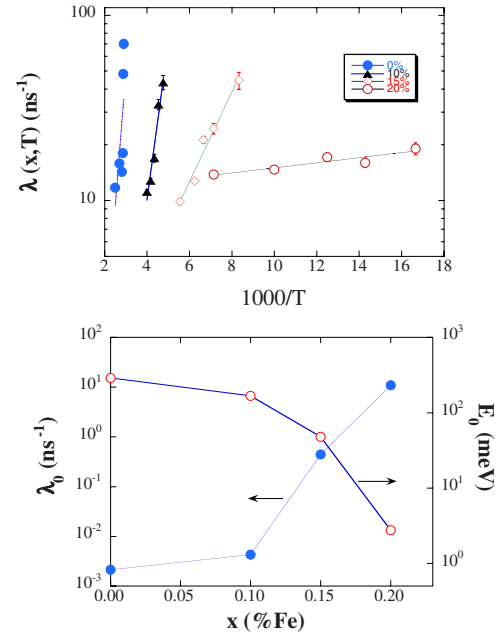 100
10
5
λ (x,T) (ns⁻¹)
0%
10%
15%
20%
2 4 6 8 10 12 14 16 18
1000/T
10² 10³
10¹ 10²
10⁰
10⁻¹ 10¹
10⁻²
10⁻³ 10⁰
λ₀ (ns⁻¹)
E₀ (meV)
0.00 0.05 0.10 0.15 0.20
x (%Fe)